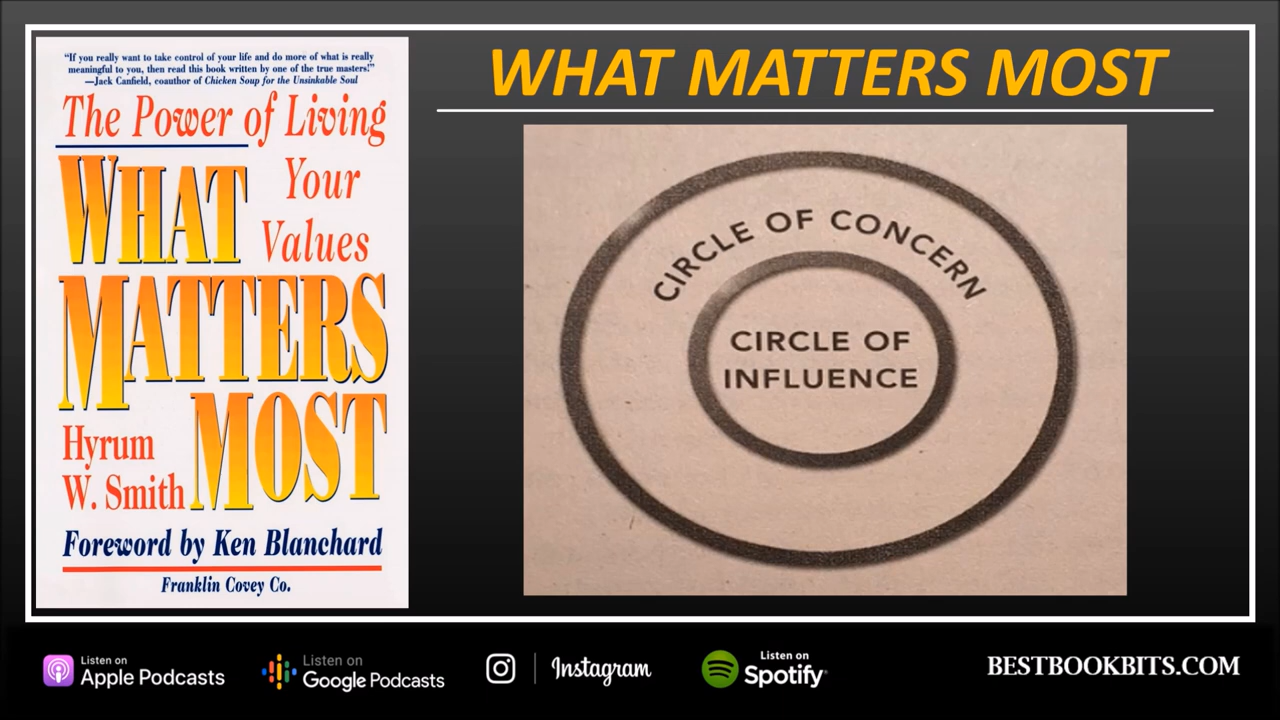 "If you really want to take control of your life and do more of what is really
meaningful to you, then read this book written by one of the true masters!"
—Jack Canfield, coauthor of Chicken Soup for the Unsinkable Soul
The Power of Living
Your
Values
WHAT
MATTERS
MOST
Hyrum
W. Smith
Foreword by Ken Blanchard
Franklin Covey Co.
WHAT MATTERS MOST
CIRCLE OF CONCERN
CIRCLE OF
INFLUENCE
Listen on
Apple Podcasts
Listen on
Google Podcasts
Instagram
Listen on
Spotify
BESTBOOKBITS.COM